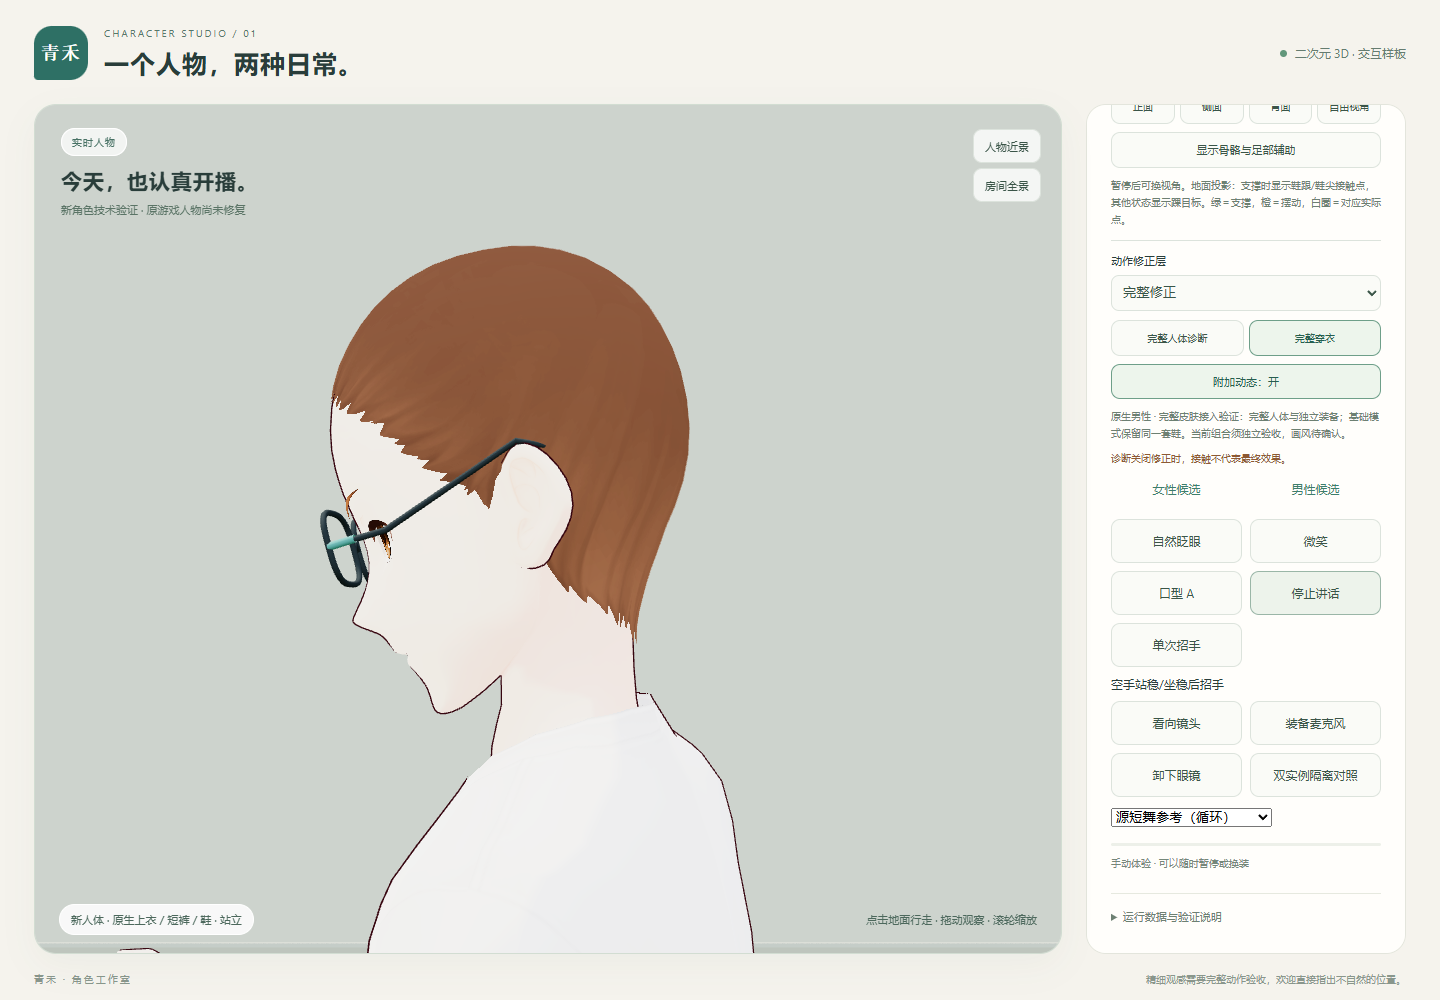 青禾
CHARACTER STUDIO / 01
一个人物，两种日常。
二次元 3D · 交互样板
实时人物
今天，也认真开播。
新角色技术验证 · 原游戏人物尚未修复
人物近景
房间全景
新人体 · 原生上衣 / 短裤 / 鞋 · 站立
点击地面行走 · 拖动观察 · 滚轮缩放
正面
侧面
背面
自由视角
显示骨骼与足部辅助
暂停后可换视角。地面投影：支撑时显示鞋跟/鞋尖接触点，
其他状态显示踝目标。绿＝支撑，橙＝摆动，白圈＝对应实际
点。
动作修正层
完整修正
完整人体诊断
完整穿衣
附加动态：开
原生男性 · 完整皮肤接入验证：完整人体与独立装备；基础模
式保留同一套鞋。当前组合须独立验收，面风待确认。
诊断关闭修正时，接触不代表最终效果。
女性候选
男性候选
自然眨眼
微笑
口型 A
停止讲话
单次招手
空手站稳/坐稳后招手
看向镜头
装备麦克风
卸下眼镜
双实例隔离对照
源短舞参考（循环）
手动体验 · 可以随时暂停或换装
运行数据与验证说明
青禾 · 角色工作室
精细观感需要完整动作验收，欢迎直接指出不自然的位置。